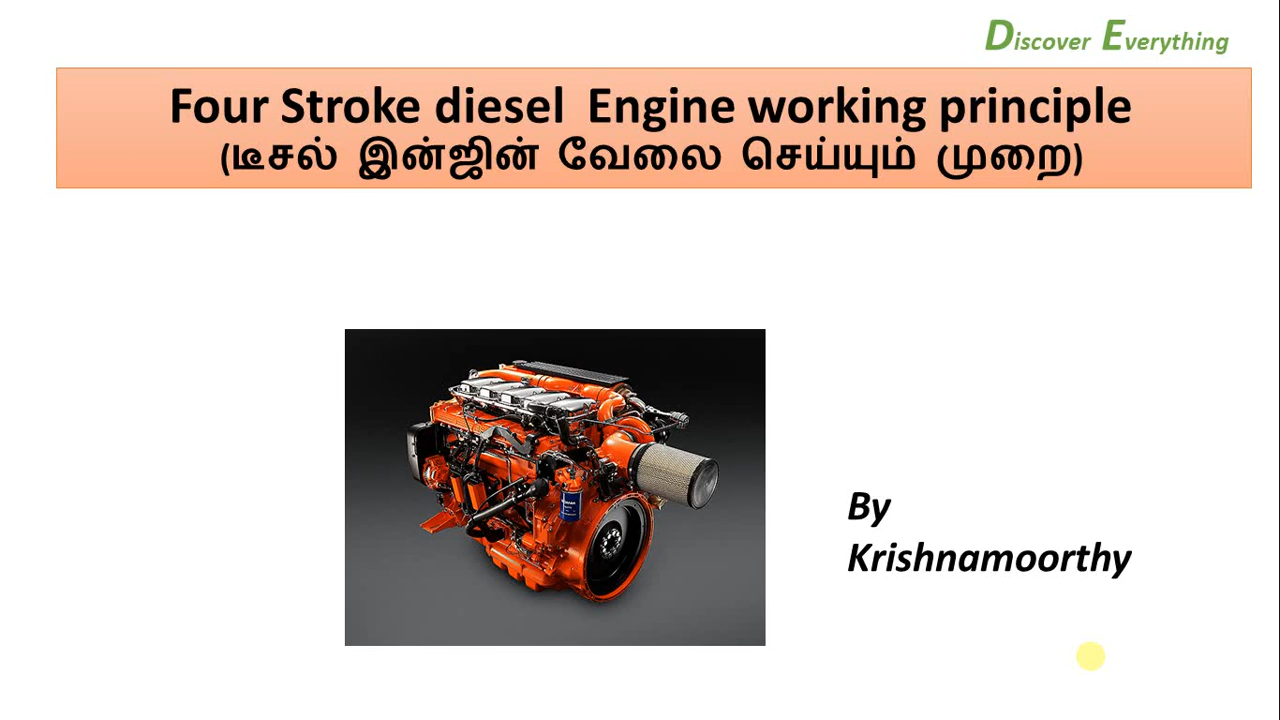 Discover Everything
Four Stroke diesel Engine working principle
(டீசல் இன்ஜின் வேலை செய்யும் முறை)
By
Krishnamoorthy